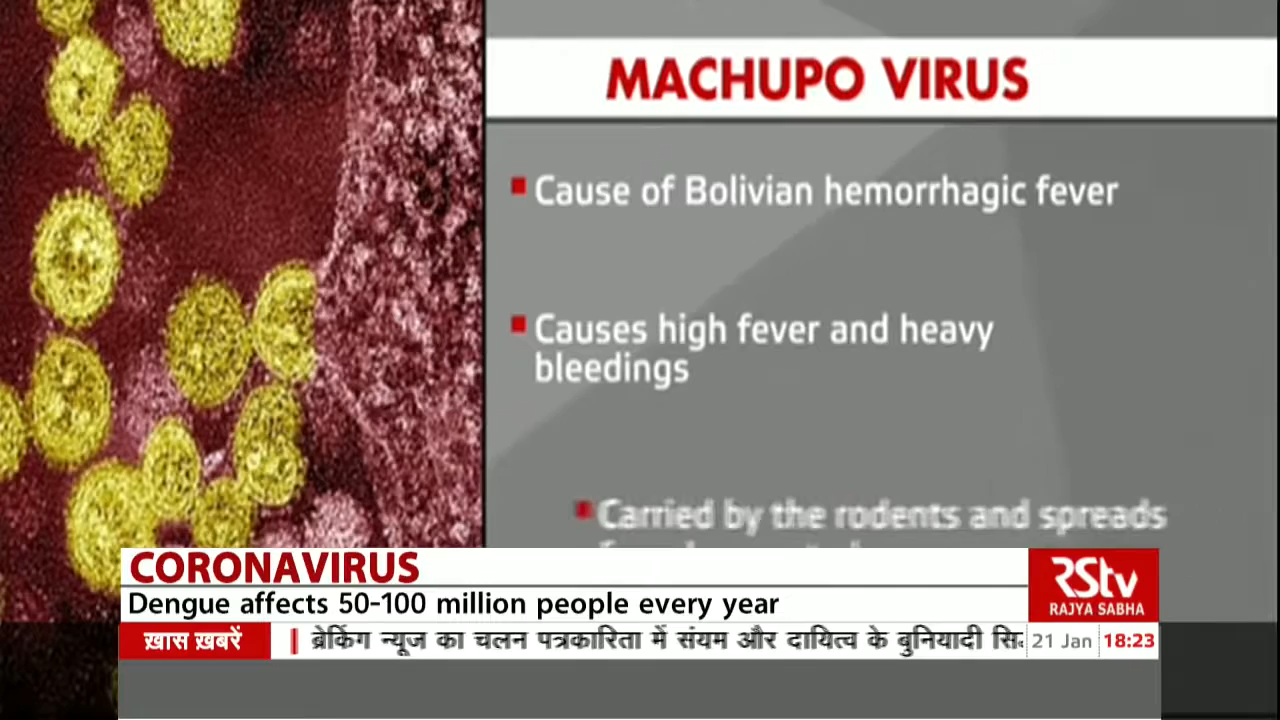 MACHUPO VIRUS
Cause of Bolivian hemorrhagic fever
Causes high fever and heavy
bleedings
Carried by the rodents and spreads
CORONAVIRUS
Dengue affects 50-100 million people every year
RStv
RAJYA SABHA
ख़ास ख़बरें
ब्रेकिंग न्यूज का चलन पत्रकारिता में संयम और दायित्व के बुनियादी
21 Jan 18:23